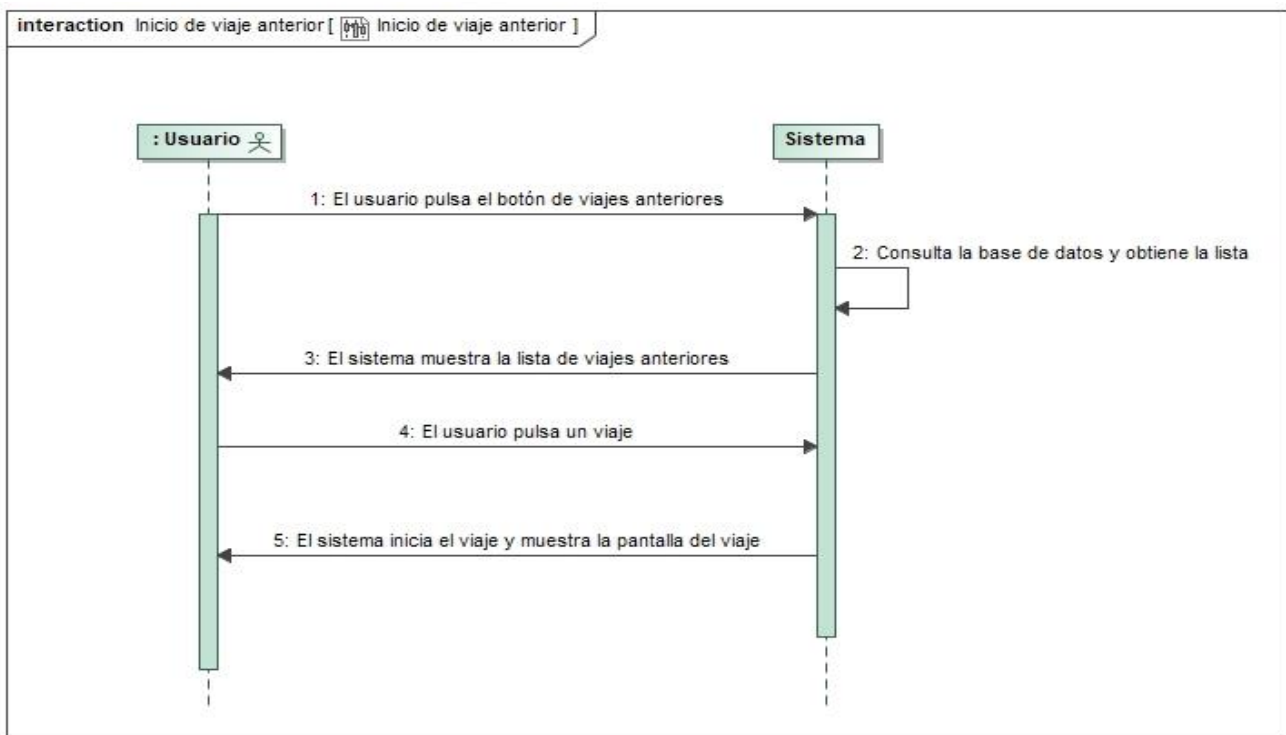 interaction Inicio de viaje anterior [ Inicio de viaje anterior ]
: Usuario
Sistema
1: El usuario pulsa el botón de viajes anteriores
2: Consulta la base de datos y obtiene la lista
3: El sistema muestra la lista de viajes anteriores
4: El usuario pulsa un viaje
5: El sistema inicia el viaje y muestra la pantalla del viaje